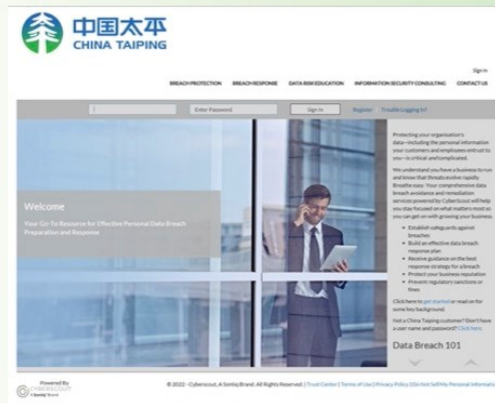 中国太平
CHINA TAIPING
Sign In
BREACH PROTECTION BREACH RESPONSE DATA RISK EDUCATION INFORMATION SECURITY CONSULTING CONTACT US
Enter Password Sign In Register Trouble Logging In?
Welcome
Your Go-To Resource for Effective Personal Data Breach
Preparation and Response
Protecting your organisation's
data—including the personal information
your customers and employees entrust to
you—is critical and complicated.
We understand you have a business to run
and know that threats evolve rapidly.
Breathe easy. Your comprehensive data
breach avoidance and remediation
services powered by Cyberscout will help
you stay focused on what matters most so
you can get on with growing your business.
• Establish safeguards against
breaches
• Build an effective data breach
response plan
• Receive guidance on the best
response strategy for a breach
• Protect your business reputation
• Prevent regulatory sanctions or
fines
Click here to get started or read on for
some key background.
Not a China Taiping customer? Don't have
a user name and password? Click here.
Data Breach 101
Powered By
CYBERSCOUT
A Sontiq Brand
© 2022 - Cyberscout, A Sontiq Brand. All Rights Reserved. | Trust Center | Terms of Use | Privacy Policy | Do Not Sell My Personal Informati